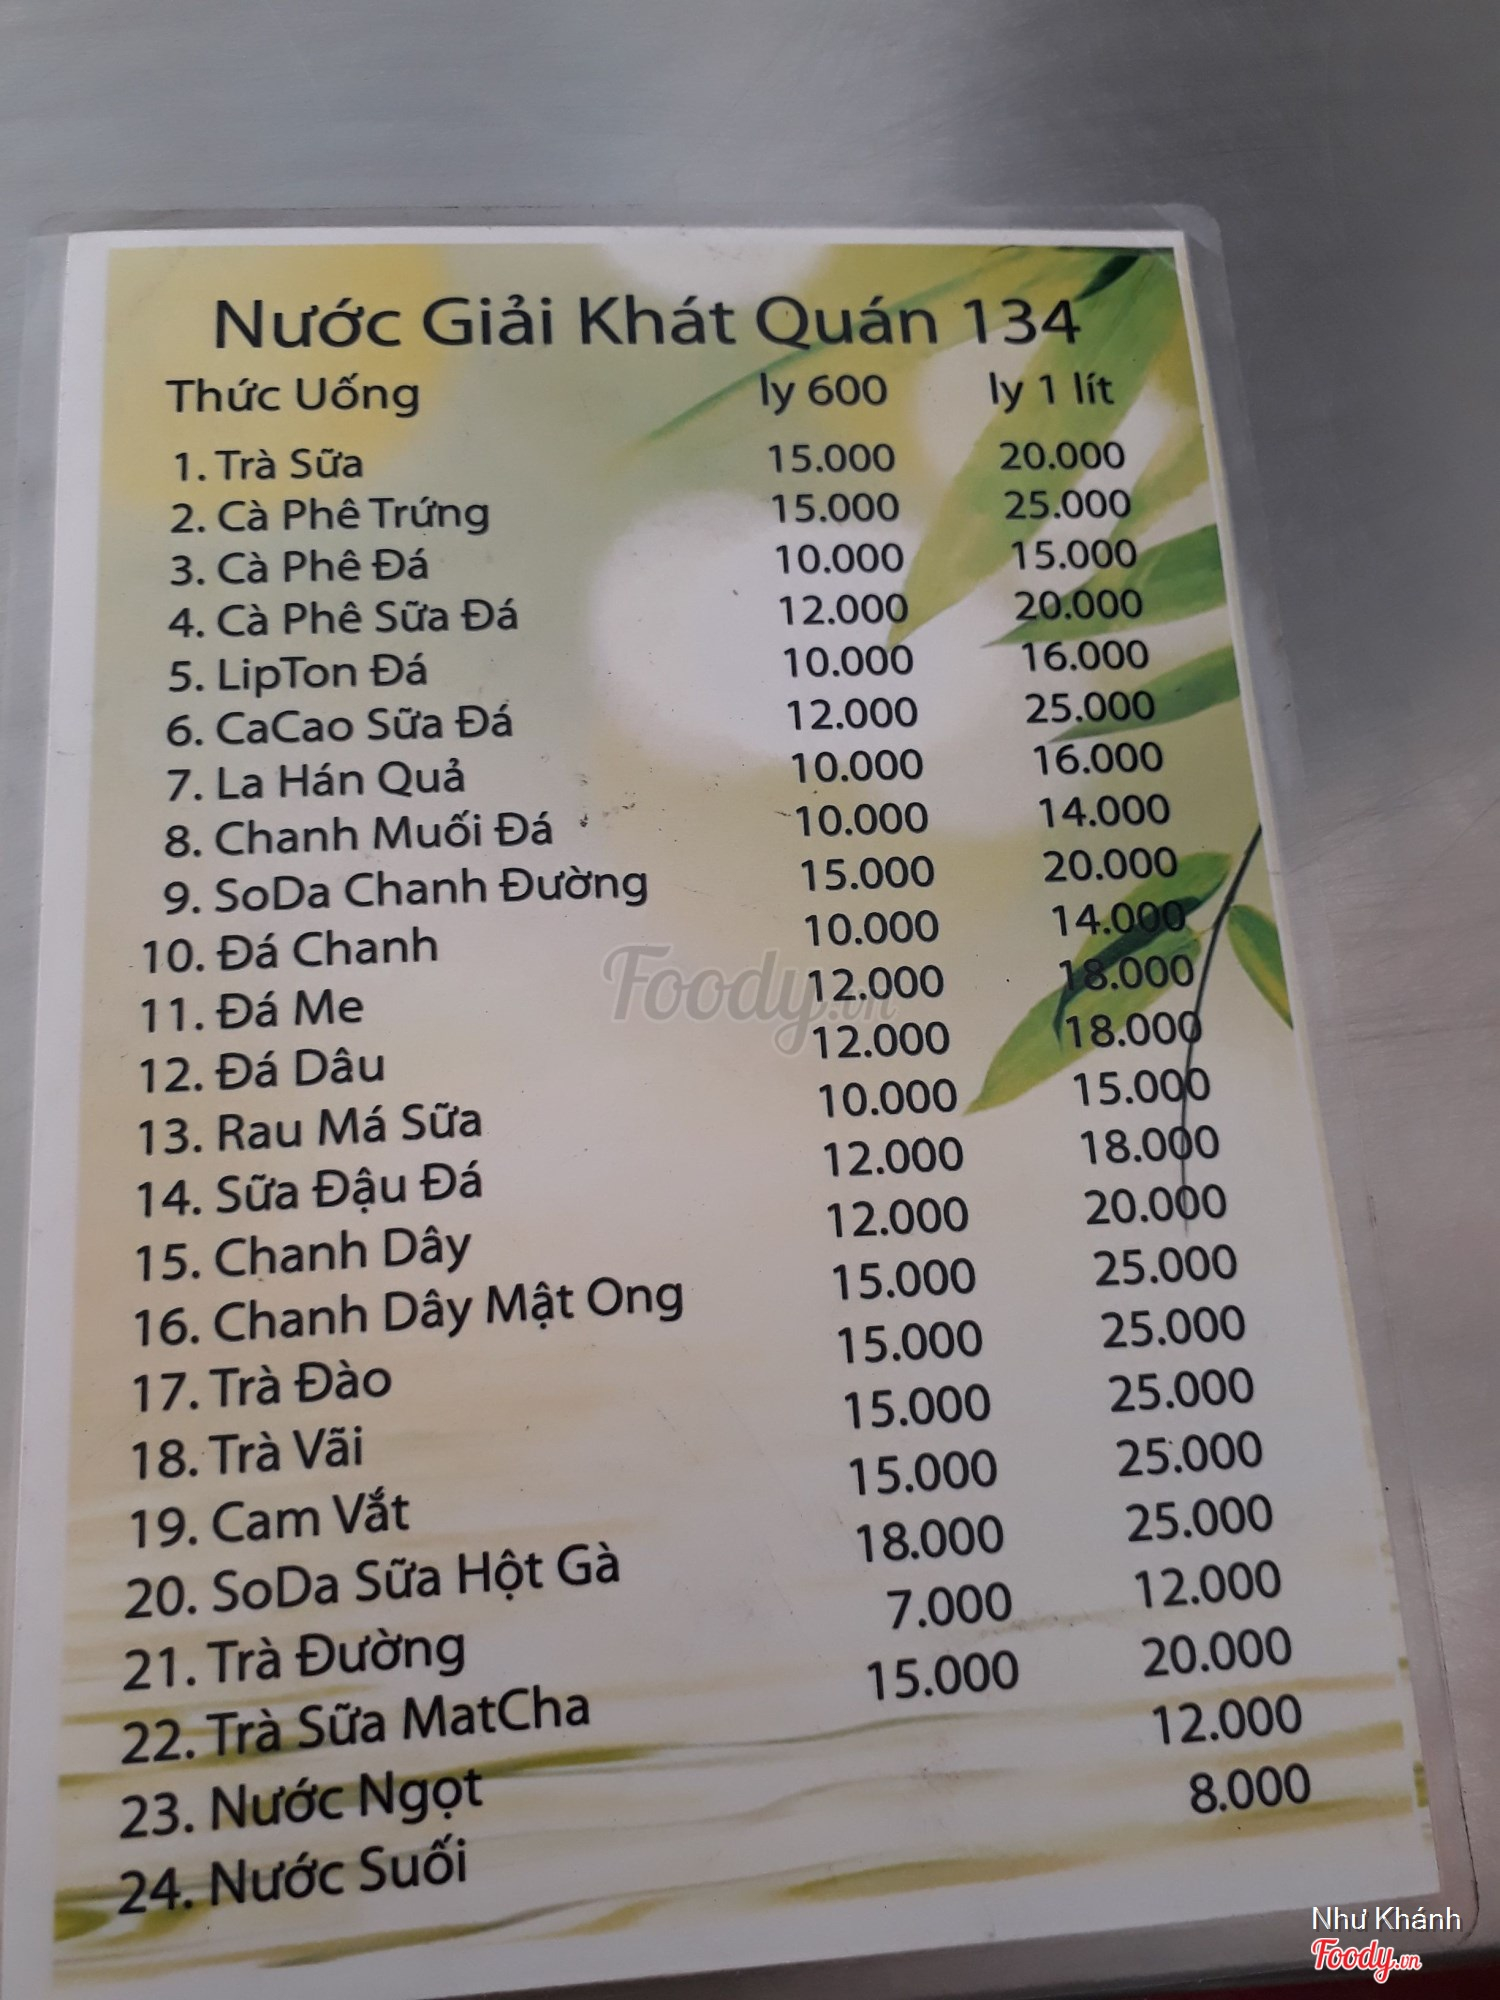 Nước Giải Khát Quán 134
Thức Uống ly 600 ly 1 lít
1. Trà Sữa 15.000 20.000
2. Cà Phê Trứng 15.000 25.000
3. Cà Phê Đá 10.000 15.000
4. Cà Phê Sữa Đá 12.000 20.000
5. LipTon Đá 10.000 16.000
6. CaCao Sữa Đá 12.000 25.000
7. La Hán Quả 10.000 16.000
8. Chanh Muối Đá 10.000 14.000
9. SoDa Chanh Đường 15.000 20.000
10. Đá Chanh 10.000 14.000
11. Đá Me 12.000 18.000
12. Đá Dâu 12.000 18.000
13. Rau Má Sữa 10.000 15.000
14. Sữa Đậu Đá 12.000 18.000
15. Chanh Dây 12.000 20.000
16. Chanh Dây Mật Ong 15.000 25.000
17. Trà Đào 15.000 25.000
18. Trà Vãi 15.000 25.000
19. Cam Vắt 15.000 25.000
20. SoDa Sữa Hột Gà 18.000 25.000
21. Trà Đường 7.000 12.000
22. Trà Sữa MatCha 15.000 20.000
23. Nước Ngọt 12.000
24. Nước Suối 8.000
Foody.vn
Như Khánh
Foody.vn